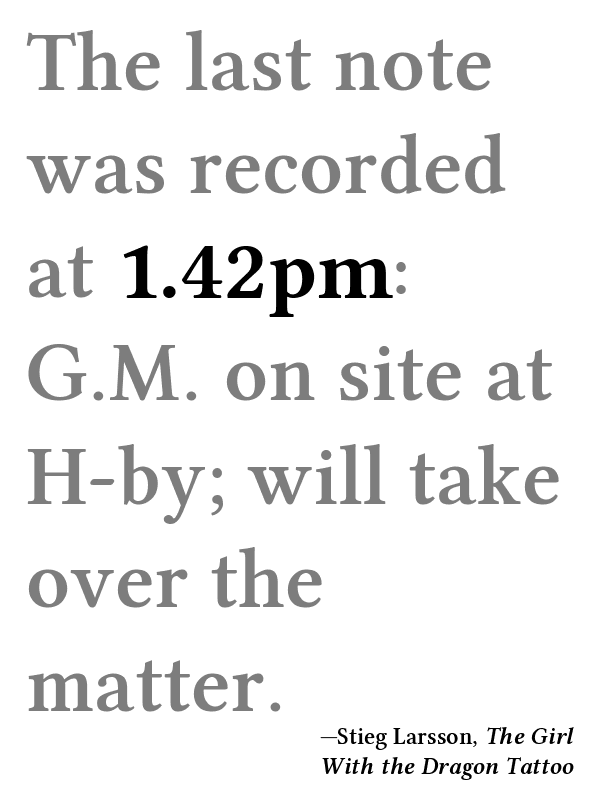 The last note
was recorded
at 1.42pm:
G.M. on site at
H-by; will take
over the
matter.
—Stieg Larsson, The Girl
With the Dragon Tattoo